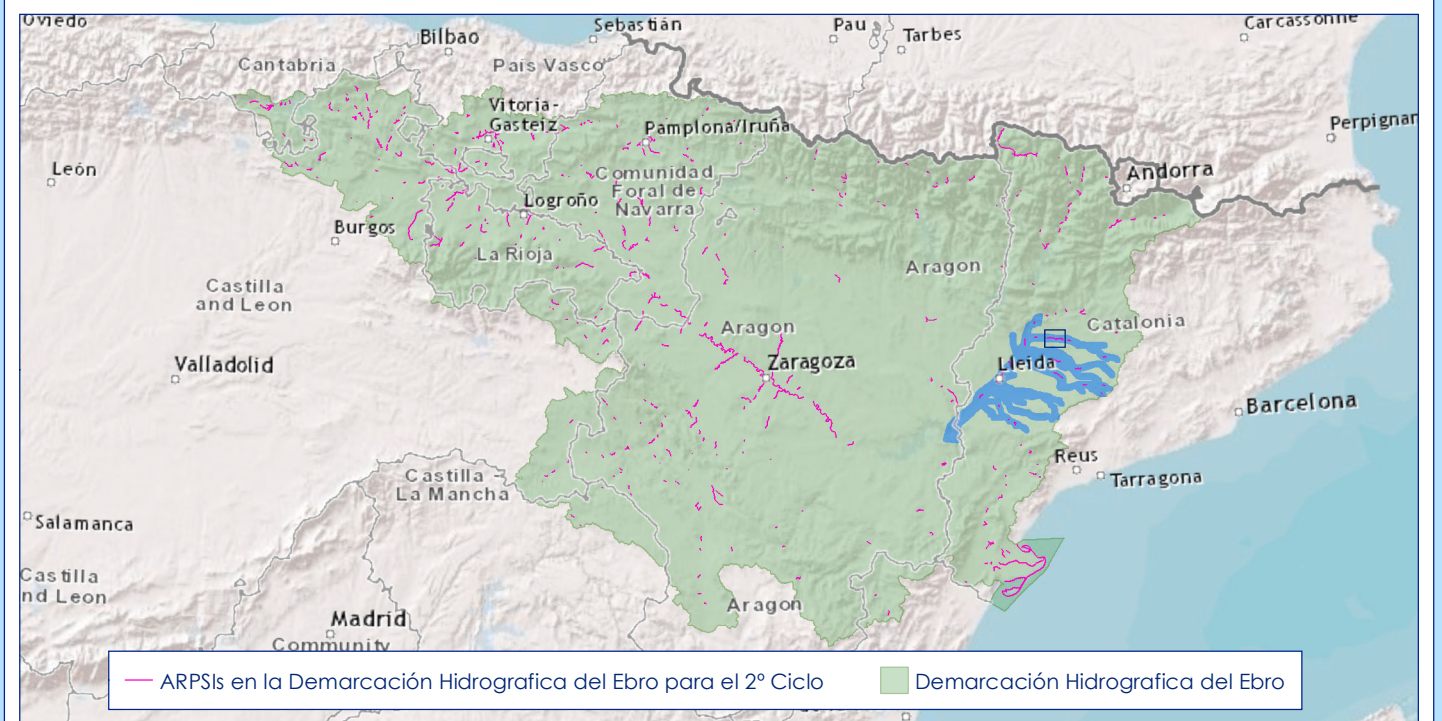 Oviedo
Sebastián
Pau
Tarbes
Carcassonne
Bilbao
Cantabria
Pais Vasco
Vitoria-
Gasteiz
Pamplona/Iruña
Perpignan
León
Andorra
Comunidad
Foral de
Navarra
Logroño
Burgos
La Rioja
Aragon
Castilla
and Leon
Aragon
Catalonia
Valladolid
Zaragoza
Lleida
Barcelona
Castilla
La Mancha
Reus
Tarragona
Salamanca
Castilla
nd Leon
Aragon
Madrid
Community
ARPSIs en la Demarcación Hidrografica del Ebro para el 2º Ciclo
Demarcación Hidrografica del Ebro